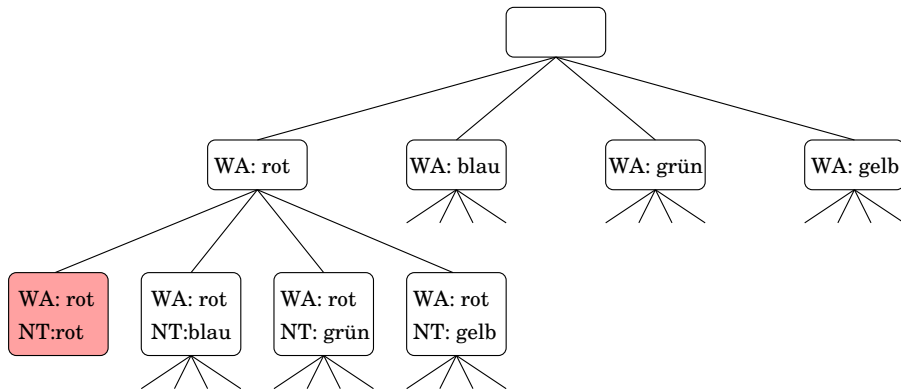 WA: rot
WA: blau
WA: grün
WA: gelb
WA: rot
NT:rot
WA: rot
NT:blau
WA: rot
NT: grün
WA: rot
NT: gelb